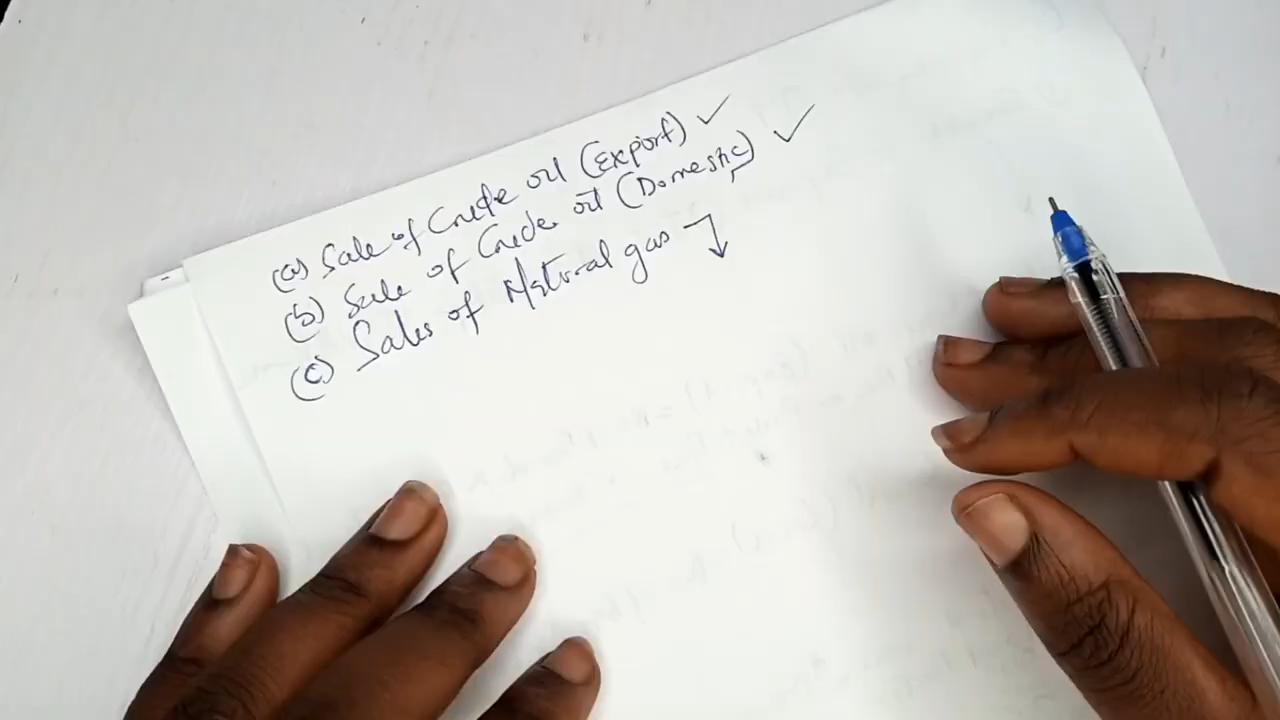 (a) Sale of Crude oil (Export) ✓
(b) Sale of Crude oil (Domestic) ✓
(c) Sales of Natural gas